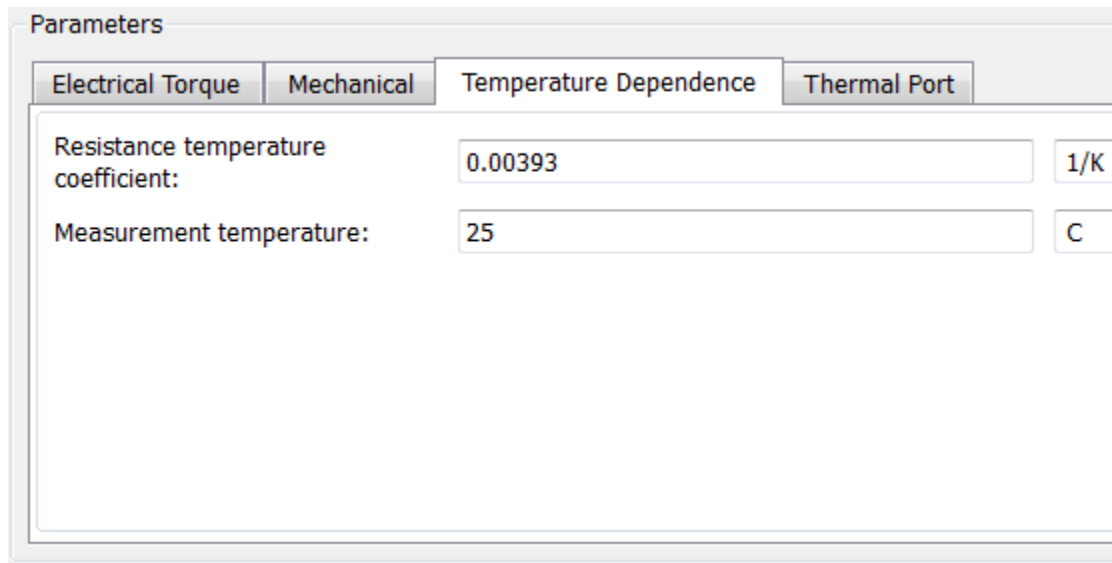 Parameters
Electrical Torque Mechanical Temperature Dependence Thermal Port
Resistance temperature
coefficient:
0.00393 1/K
Measurement temperature: 25 C